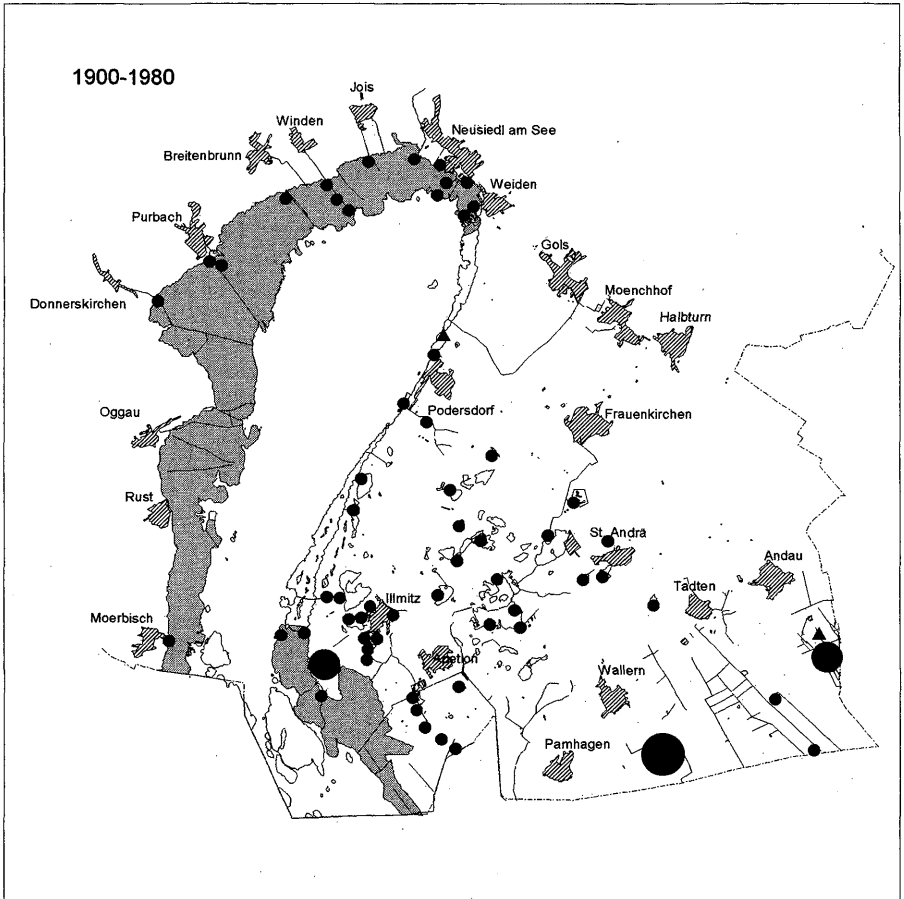 1900-1980
Jois
Winden
Neusiedl am See
Breitenbrunn
Weiden
Purbach
Gols
Moenchhof
Donnerskirchen
Halbturn
Podersdorf
Oggau
Frauenkirchen
Rust
St. Andrä
Andau
Tadten
Illmitz
Moerbisch
Apetlon
Wallern
Pamhagen